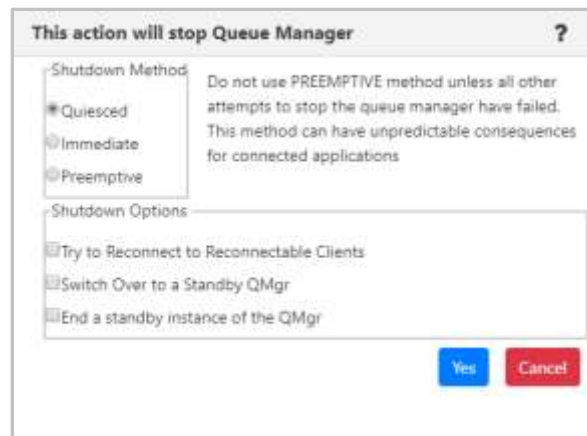 This action will stop Queue Manager ?
Shutdown Method
Quiesced
Immediate
Preemptive
Do not use PREEMPTIVE method unless all other
attempts to stop the queue manager have failed.
This method can have unpredictable consequences
for connected applications
Shutdown Options
Try to Reconnect to Reconnectable Clients
Switch Over to a Standby QMgr
End a standby instance of the QMgr
Yes Cancel